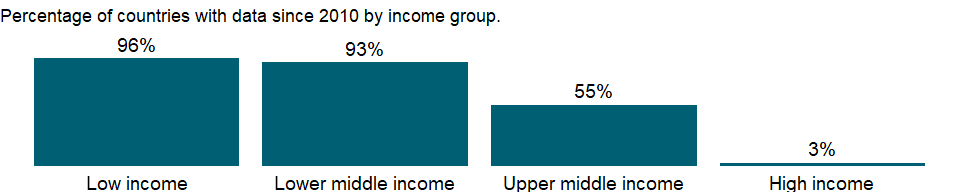 Percentage of countries with data since 2010 by income group.
96%
93%
55%
3%
Low income
Lower middle income
Upper middle income
High income